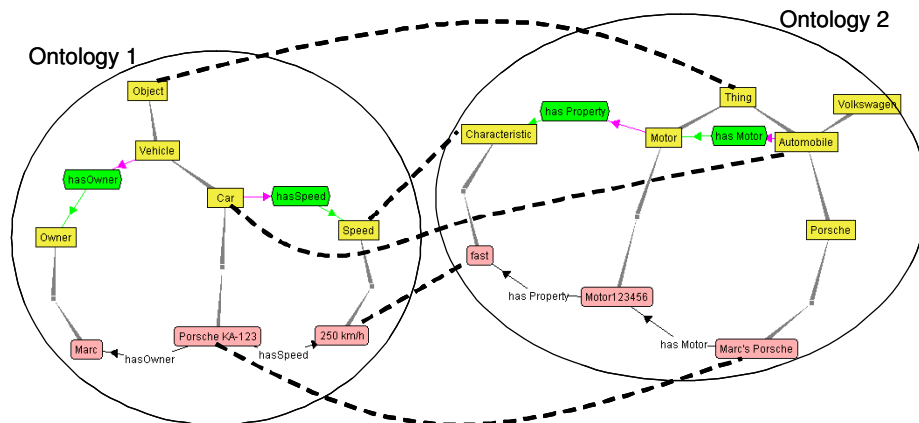 Ontology 1
Object
Vehicle
hasOwner
Car
hasSpeed
Owner
Speed
Marc
hasOwner
Porsche KA-123
hasSpeed
250 km/h
Ontology 2
Thing
Volkswagen
has Property
Characteristic
Motor
has Motor
Automobile
Porsche
fast
has Property
Motor123456
has Motor
Marc's Porsche